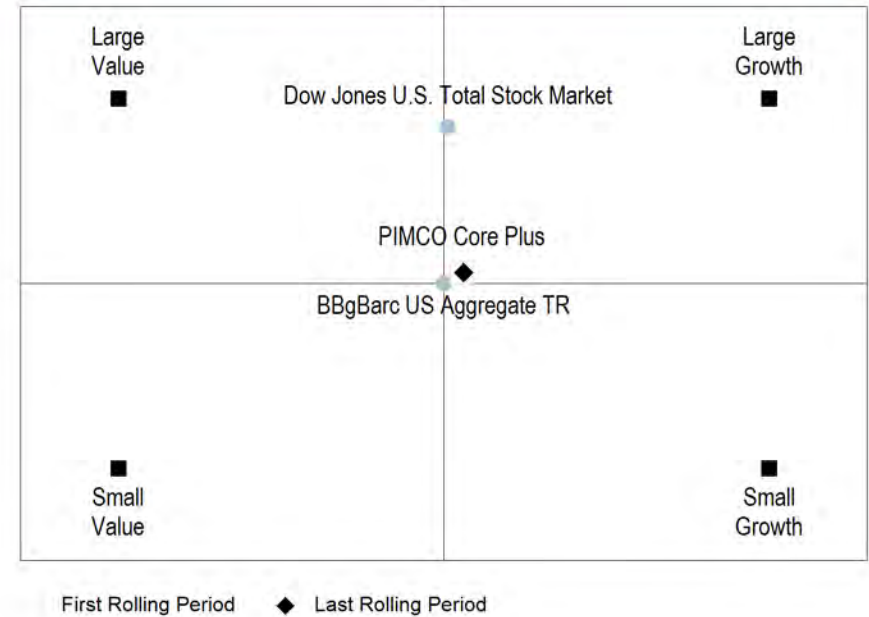 Large
Value
Large
Growth
Dow Jones U.S. Total Stock Market
PIMCO Core Plus
BBgBarc US Aggregate TR
Small
Value
Small
Growth
First Rolling Period
Last Rolling Period